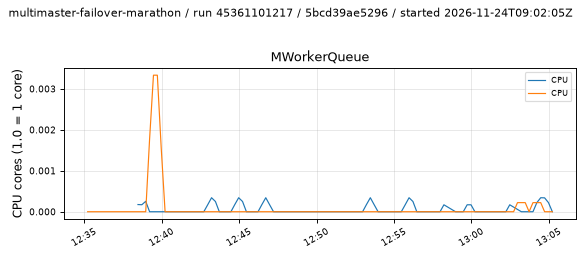 multimaster-failover-marathon / run 45361101217 / 5bcd39ae5296 / started 2026-11-24T09:02:05Z
MWorkerQueue
CPU cores (1.0 = 1 core)
0.003
0.002
0.001
0.000
CPU
CPU
12:35
12:40
12:45
12:50
12:55
13:00
13:05